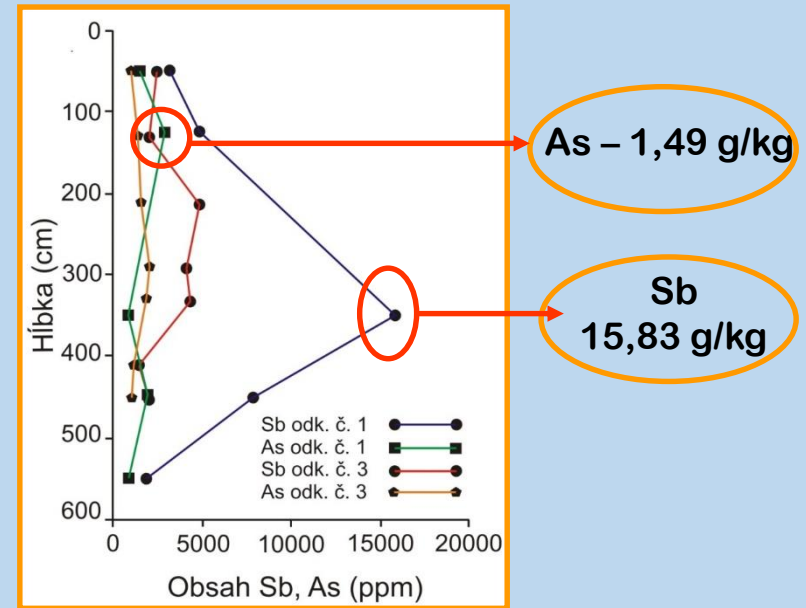 0
100
200
300
400
500
600
Hĺbka (cm)
Sb odk. č. 1
As odk. č. 1
Sb odk. č. 3
As odk. č. 3
0 5000 10000 15000 20000
Obsah Sb, As (ppm)
As – 1,49 g/kg
Sb
15,83 g/kg